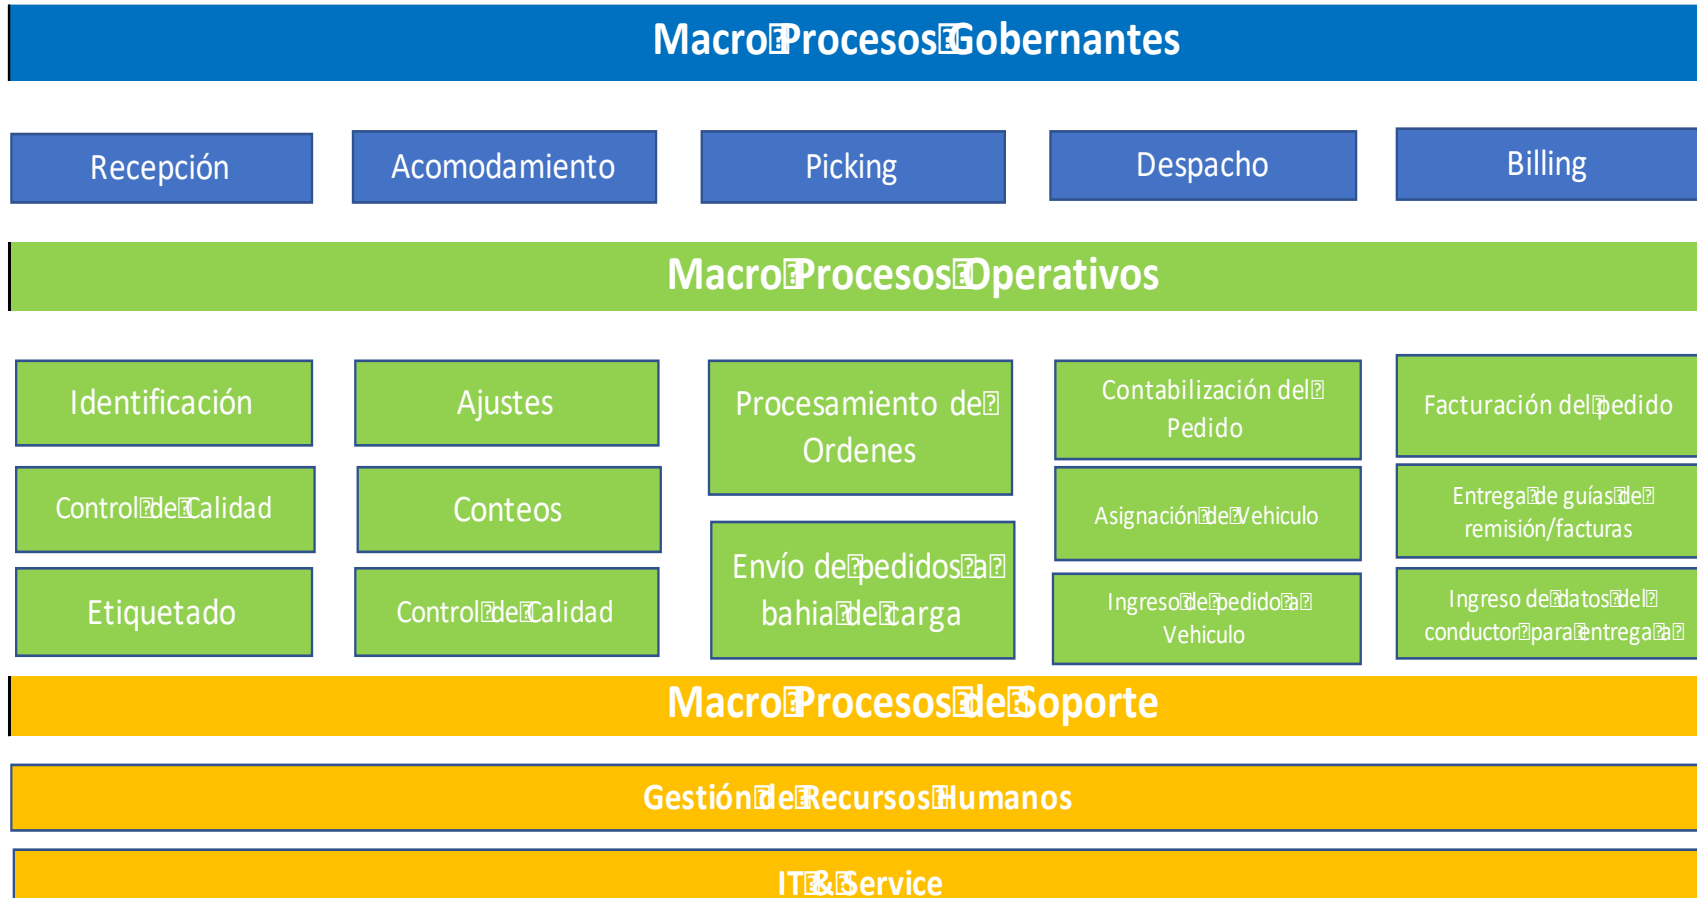 Macro Procesos Gobernantes
Recepción
Acomodamiento
Picking
Despacho
Billing
Macro Procesos Operativos
Identificación
Ajustes
Procesamiento de
Ordenes
Contabilización del
Pedido
Facturación del pedido
Control de Calidad
Conteos
Envío de pedidos a
bahia de carga
Asignación de Vehiculo
Entrega de guías de
remisión/facturas
Etiquetado
Control de Calidad
Ingreso de pedido a
Vehiculo
Ingreso de datos del
conductor para entrega a
Macro Procesos de Soporte
Gestión de Recursos Humanos
IT & Service